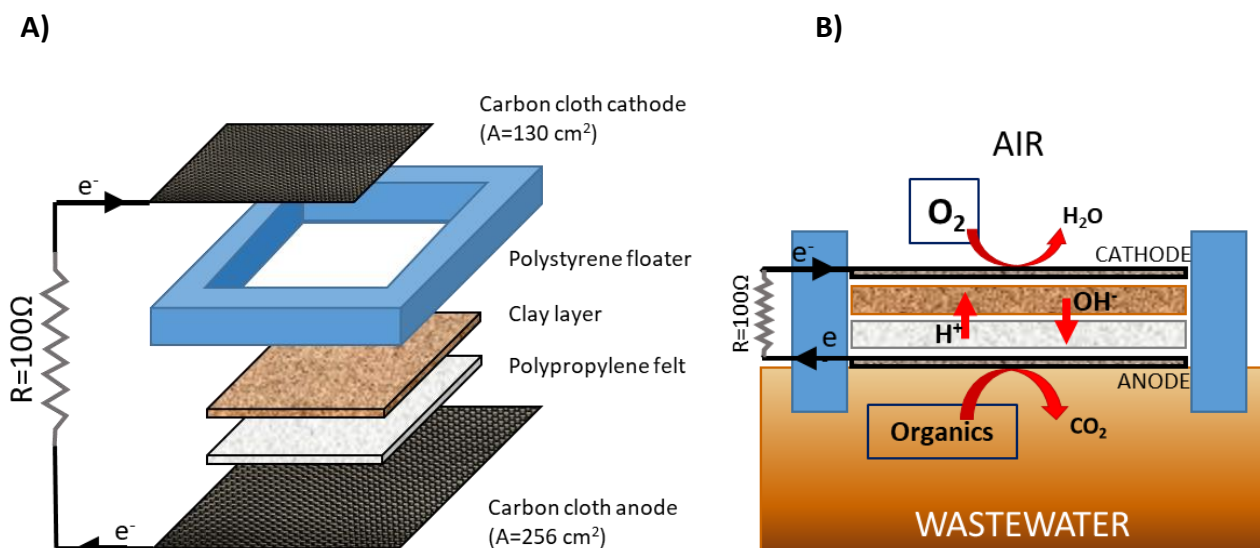 A)
Carbon cloth cathode
(A=130 cm²)
e⁻
R=100Ω
Polystyrene floater
Clay layer
Polypropylene felt
Carbon cloth anode
(A=256 cm²)
e⁻
B)
AIR
O₂
H₂O
CATHODE
e⁻
R=100Ω
OH⁻
H⁺
e
ANODE
Organics
CO₂
WASTEWATER